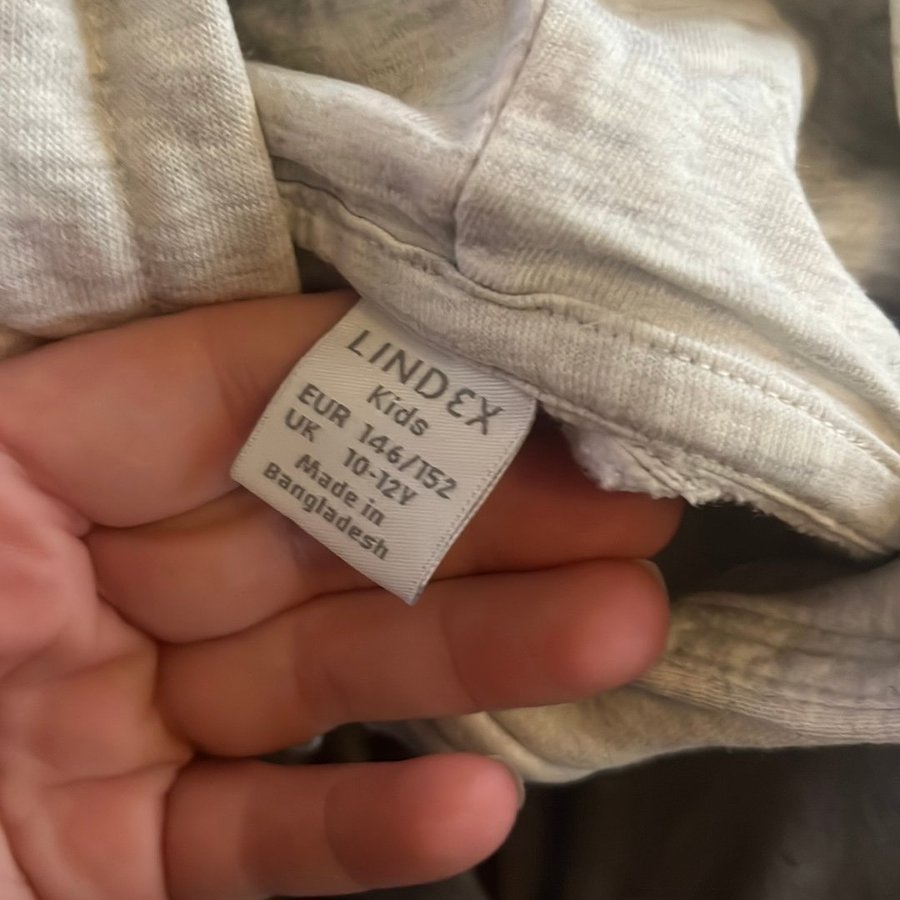 LINDEX
Kids
EUR 146/152
UK 10-12Y
Made in
Bangladesh